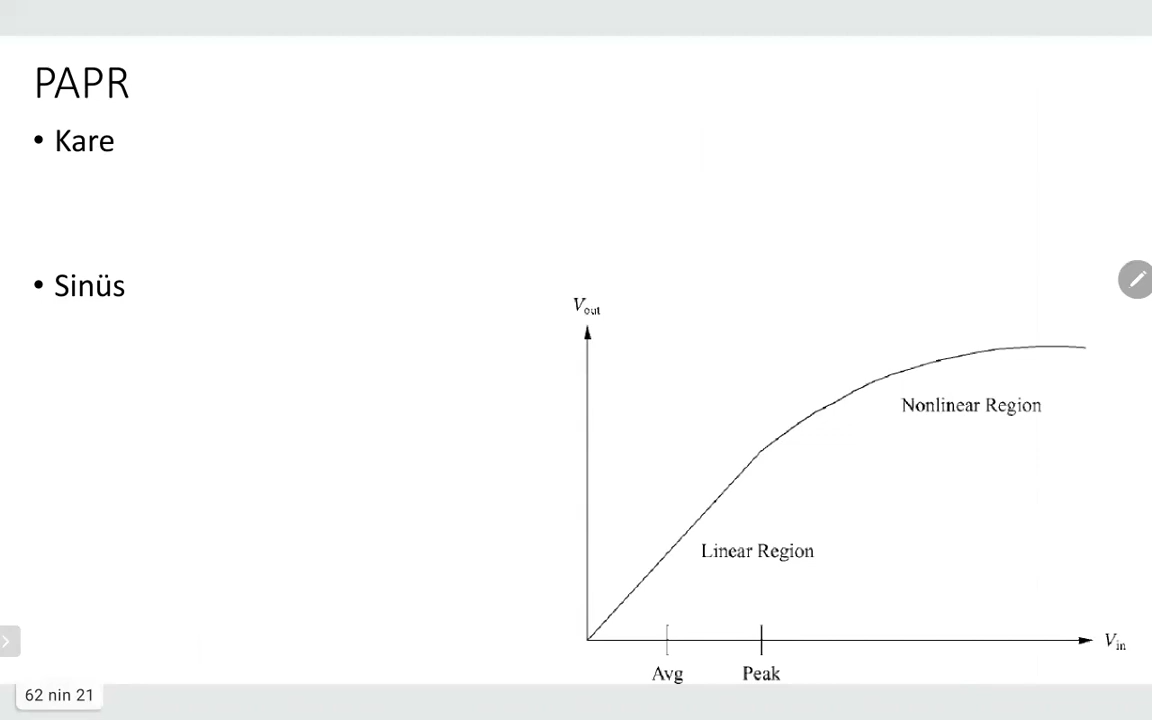 PAPR
• Kare
• Sinüs
Vout
Nonlinear Region
Linear Region
Vin
Avg Peak
62 nin 21